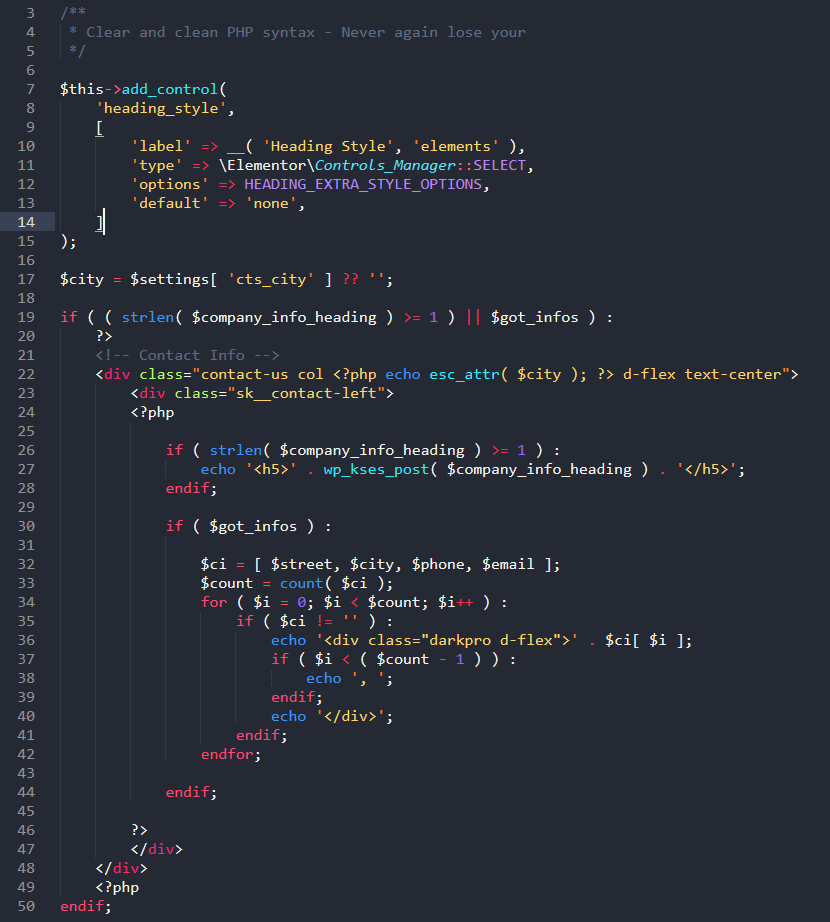 3 /**
4  * Clear and clean PHP syntax - Never again lose your
5  */
6
7 $this->add_control(
8     'heading_style',
9     [
10         'label' => __( 'Heading Style', 'elements' ),
11         'type' => \Elementor\Controls_Manager::SELECT,
12         'options' => HEADING_EXTRA_STYLE_OPTIONS,
13         'default' => 'none',
14     ]
15 );
16
17 $city = $settings[ 'cts_city' ] ?? '';
18
19 if ( ( strlen( $company_info_heading ) >= 1 ) || $got_infos ) :
20     ?>
21     <!-- Contact Info -->
22     <div class="contact-us col <?php echo esc_attr( $city ); ?> d-flex text-center">
23         <div class="sk__contact-left">
24         <?php
25
26             if ( strlen( $company_info_heading ) >= 1 ) :
27                 echo '<h5>' . wp_kses_post( $company_info_heading ) . '</h5>';
28             endif;
29
30             if ( $got_infos ) :
31
32                 $ci = [ $street, $city, $phone, $email ];
33                 $count = count( $ci );
34                 for ( $i = 0; $i < $count; $i++ ) :
35                     if ( $ci != '' ) :
36                         echo '<div class="darkpro d-flex">' . $ci[ $i ];
37                         if ( $i < ( $count - 1 ) ) :
38                             echo ', ';
39                         endif;
40                         echo '</div>';
41                     endif;
42                 endfor;
43
44             endif;
45
46         ?>
47         </div>
48     </div>
49     <?php
50 endif;